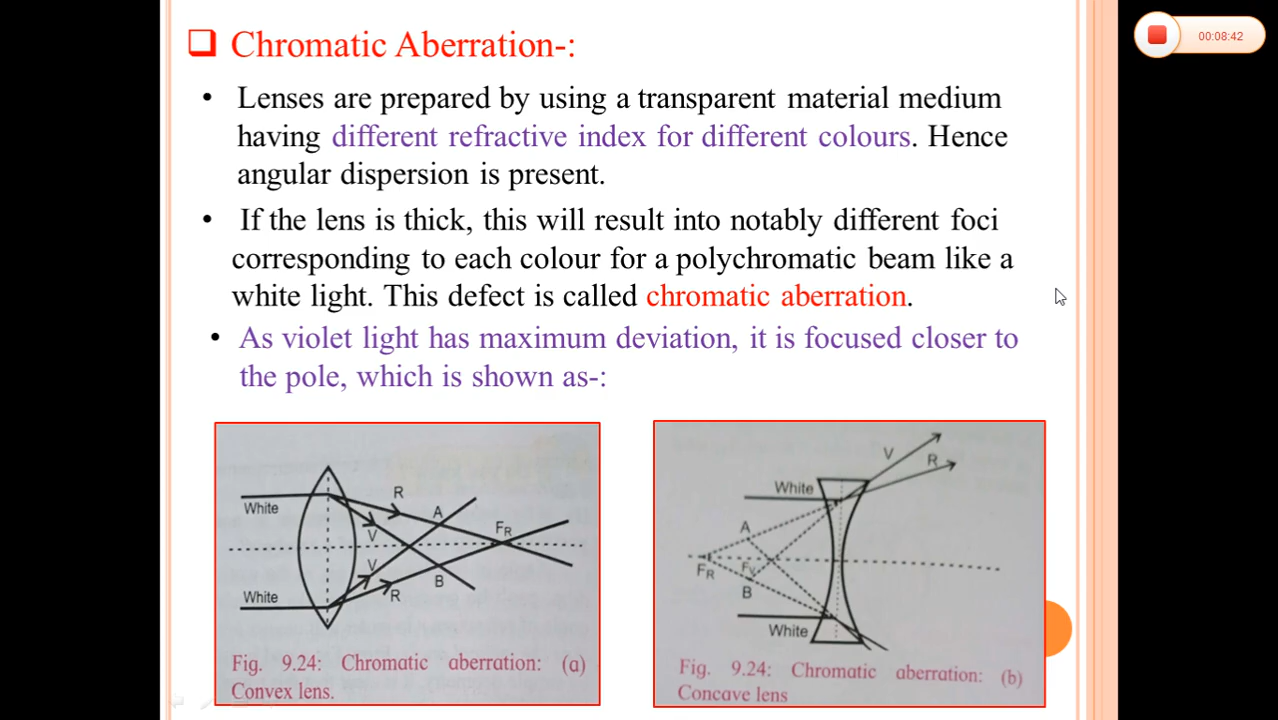 Chromatic Aberration-:
00:08:42
• Lenses are prepared by using a transparent material medium
having different refractive index for different colours. Hence
angular dispersion is present.
• If the lens is thick, this will result into notably different foci
corresponding to each colour for a polychromatic beam like a
white light. This defect is called chromatic aberration.
• As violet light has maximum deviation, it is focused closer to
the pole, which is shown as-:
White
R
A
FR
V
V
B
R
White
Fig. 9.24: Chromatic aberration: (a)
Convex lens.
V
R
White
A
FR
FV
B
White
Fig. 9.24: Chromatic aberration: (b)
Concave lens